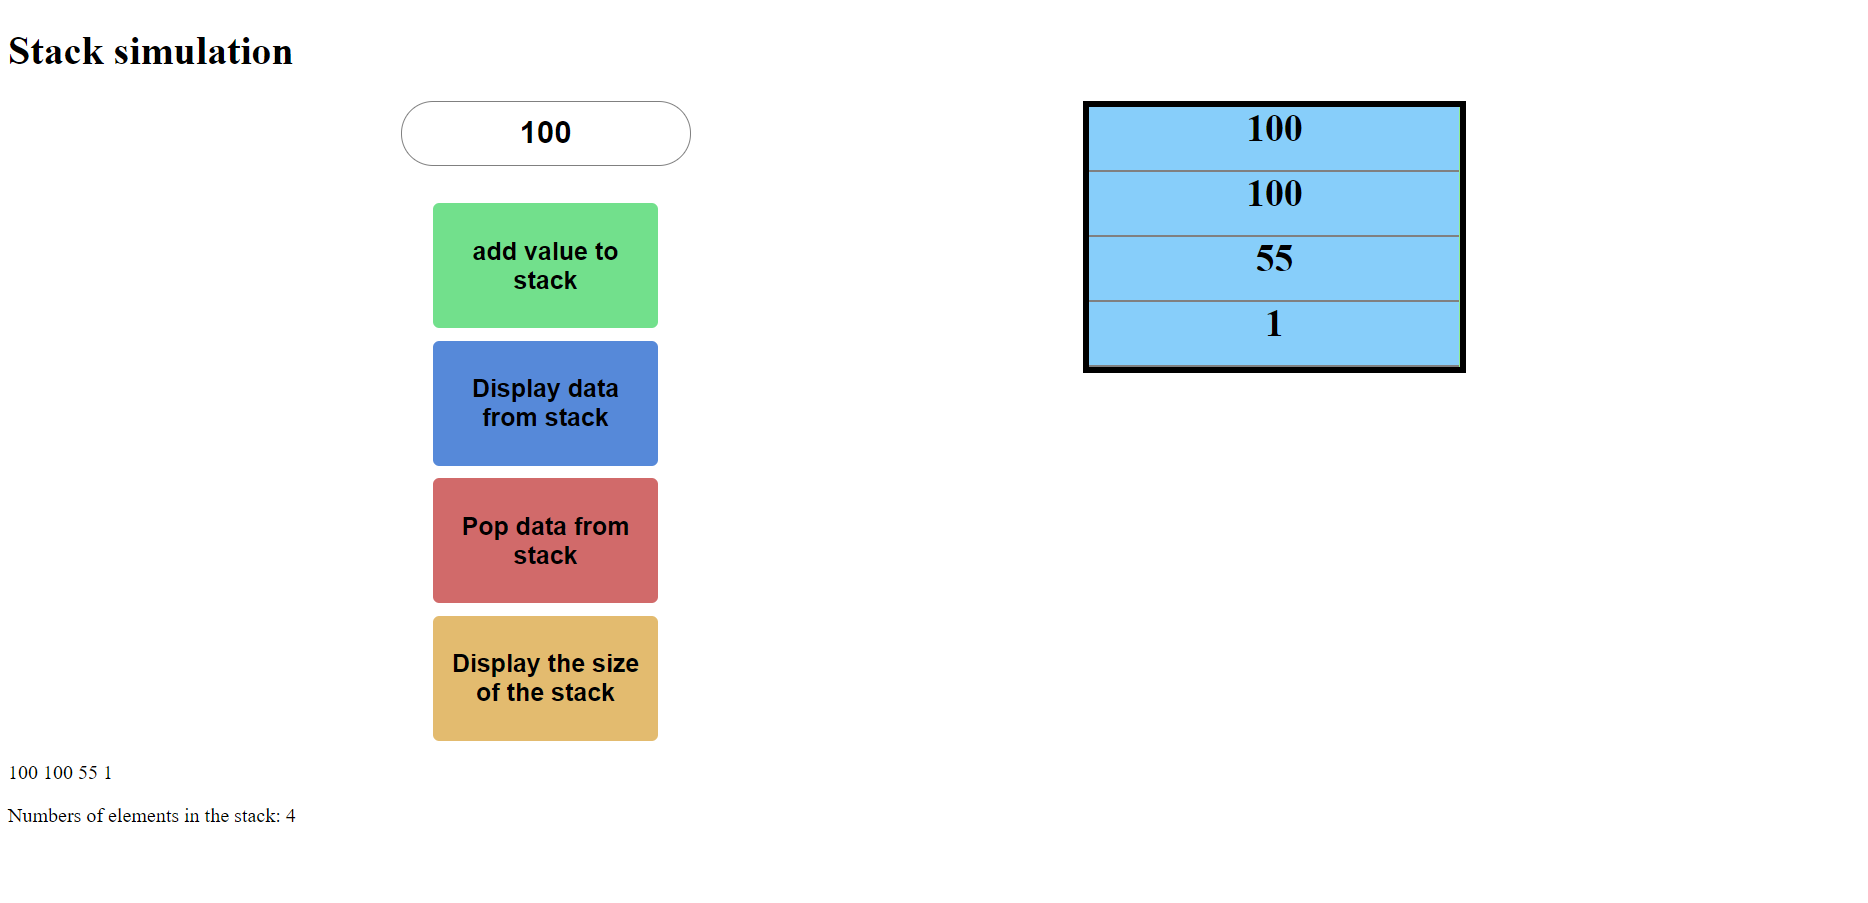 Stack simulation
100
add value to
stack
Display data
from stack
Pop data from
stack
Display the size
of the stack
100
100
55
1
100 100 55 1
Numbers of elements in the stack: 4